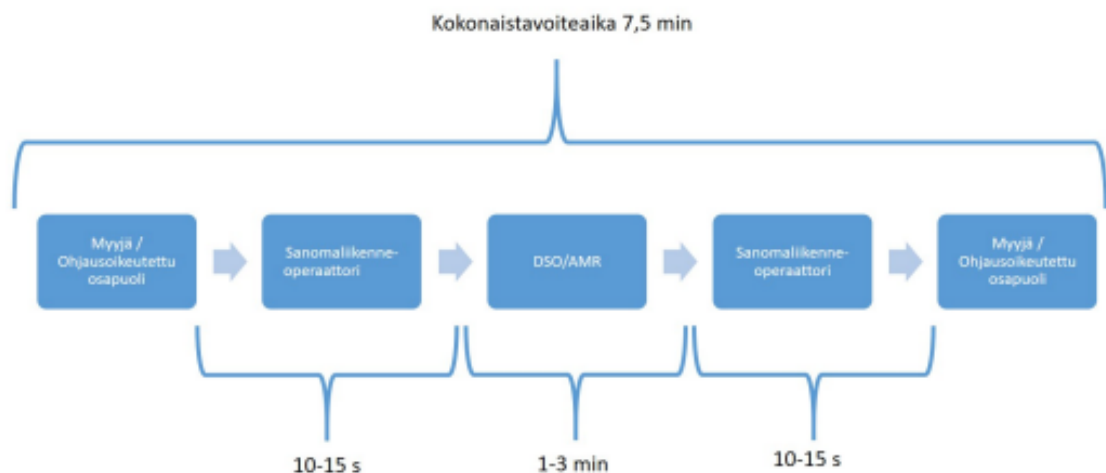 Kokonaistavoiteaika 7,5 min
Myyjä /
Ohjausoikeutettu
osapuoli
Sanomaliikenne-
operaattori
DSO/AMR
Sanomaliikenne-
operaattori
Myyjä /
Ohjausoikeutettu
osapuoli
10-15 s
1-3 min
10-15 s